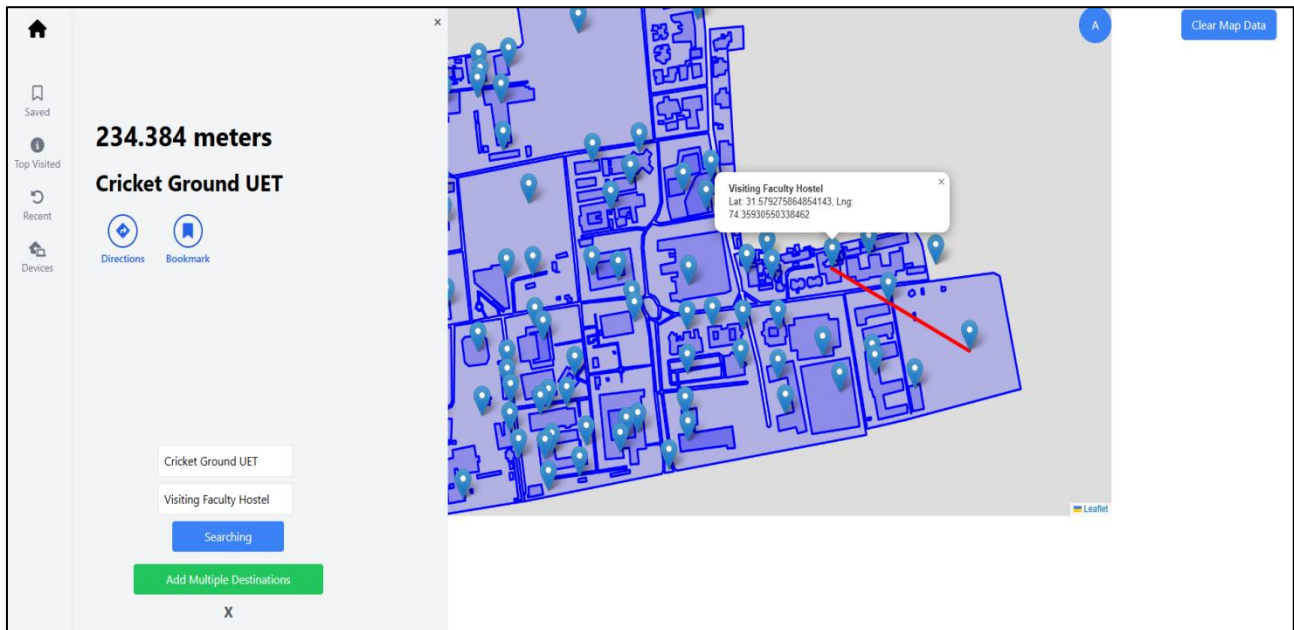 ×
Saved
Top Visited
Recent
Devices
234.384 meters
Cricket Ground UET
Directions
Bookmark
Cricket Ground UET
Visiting Faculty Hostel
Searching
Add Multiple Destinations
X
Visiting Faculty Hostel
×
Lat: 31.579275864854143, Lng:
74.35930550338462
Leaflet
A
Clear Map Data